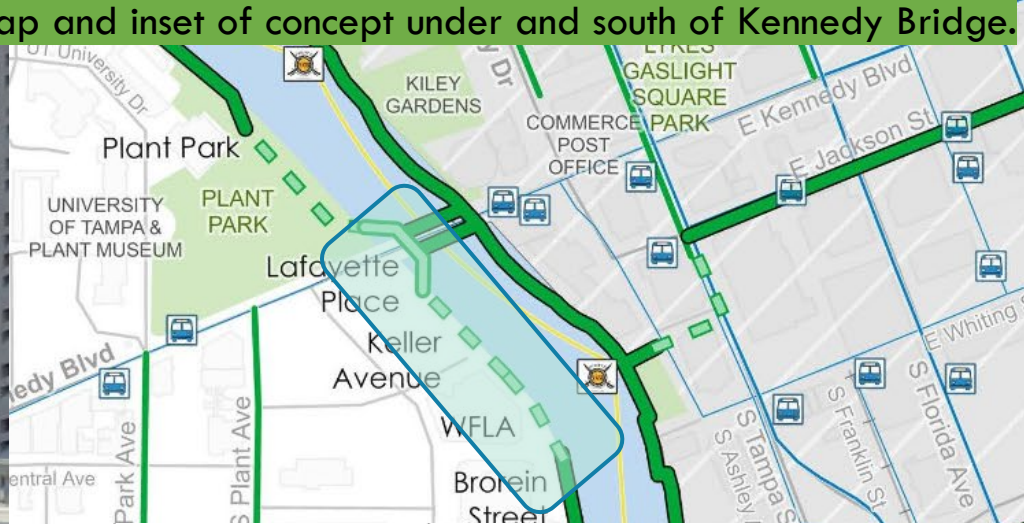 ap and inset of concept under and south of Kennedy Bridge.
UT University Dr
KILEY
GARDENS
LYKES
GASLIGHT
SQUARE
PARK
E Kennedy Blvd
COMMERCE
POST
OFFICE
E Jackson St
Plant Park
UNIVERSITY
OF TAMPA &
PLANT MUSEUM
PLANT
PARK
Lafayette
Place
Keller
Avenue
WFLA
Brorein
Street
nedy Blvd
entral Ave
Park Ave
S Plant Ave
E Whiting S
S Tampa S
S Ashley
S Franklin St
S Florida Ave